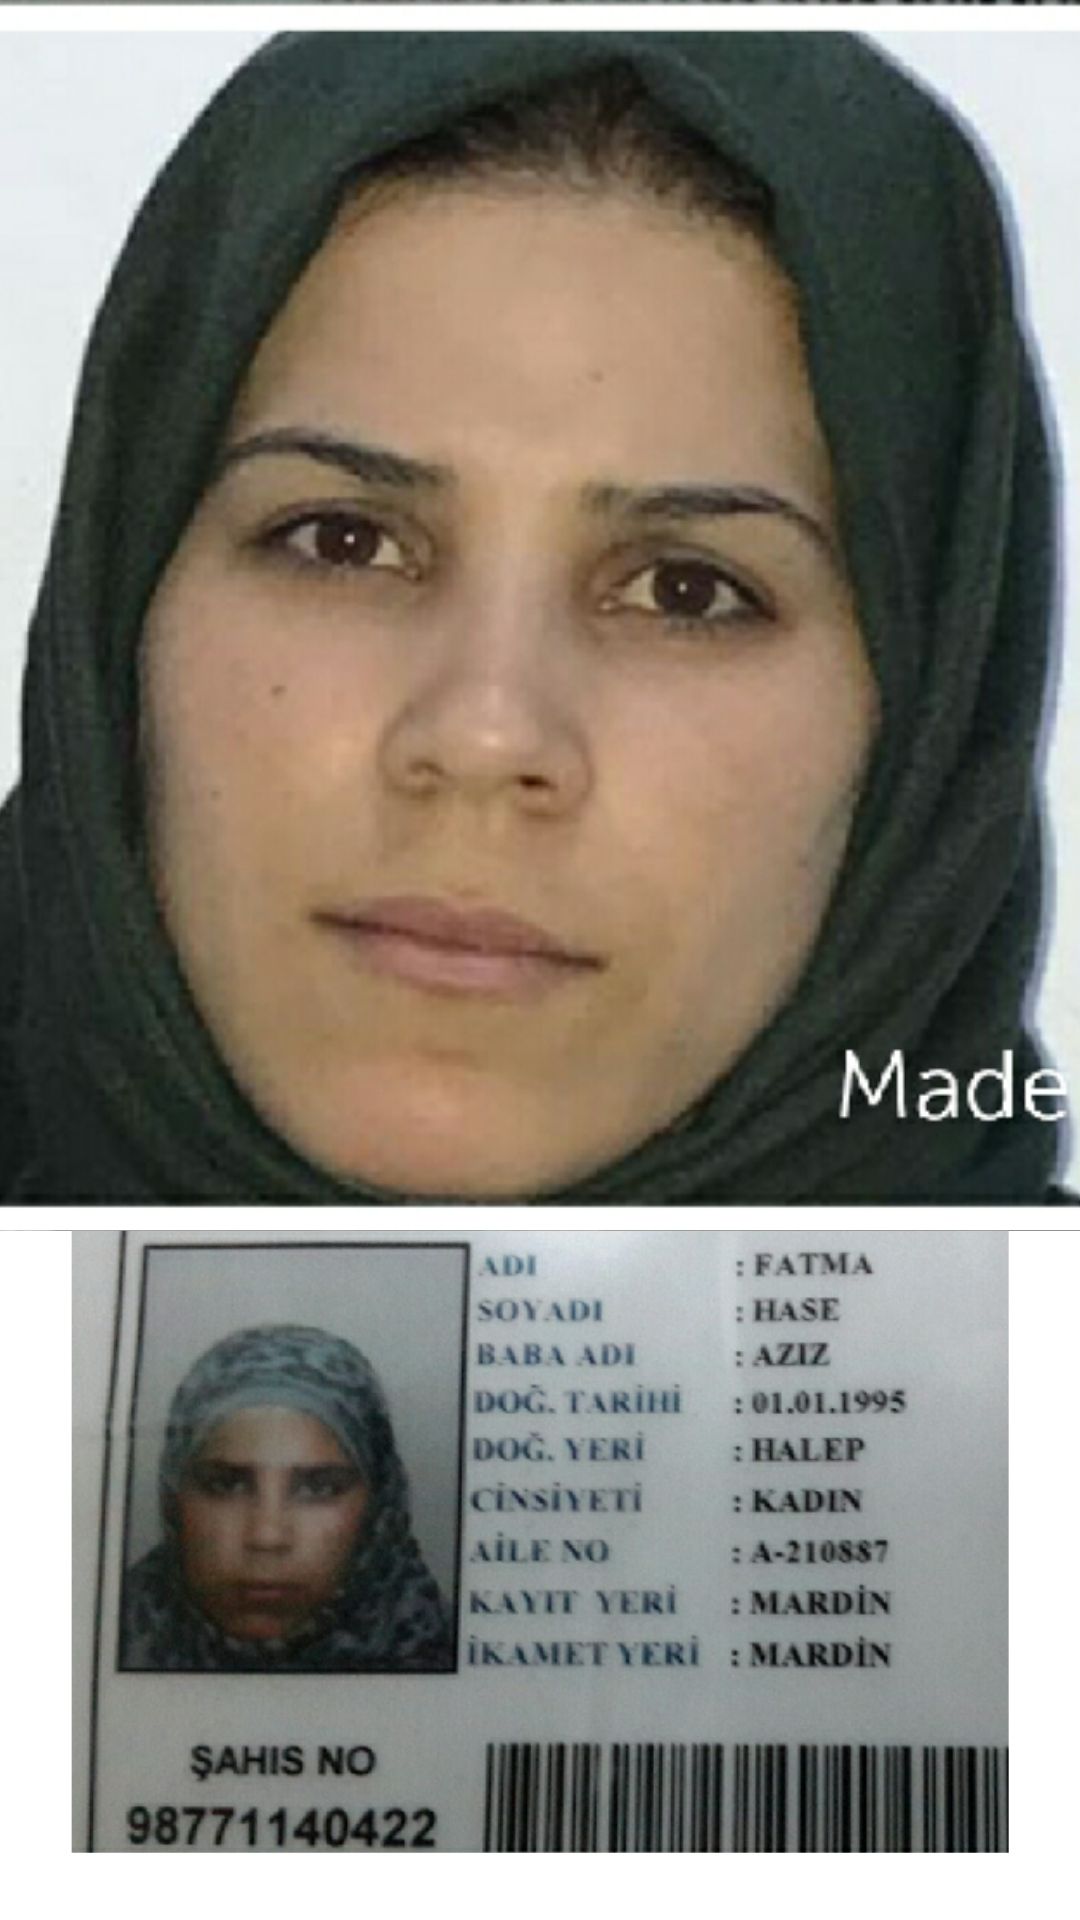 Made
ADI : FATMA
SOYADI : HASE
BABA ADI : AZIZ
DOĞ. TARİHİ : 01.01.1995
DOĞ. YERİ : HALEP
CİNSİYETİ : KADIN
AİLE NO : A-210887
KAYIT YERİ : MARDİN
İKAMET YERİ : MARDİN
ŞAHIS NO
98771140422